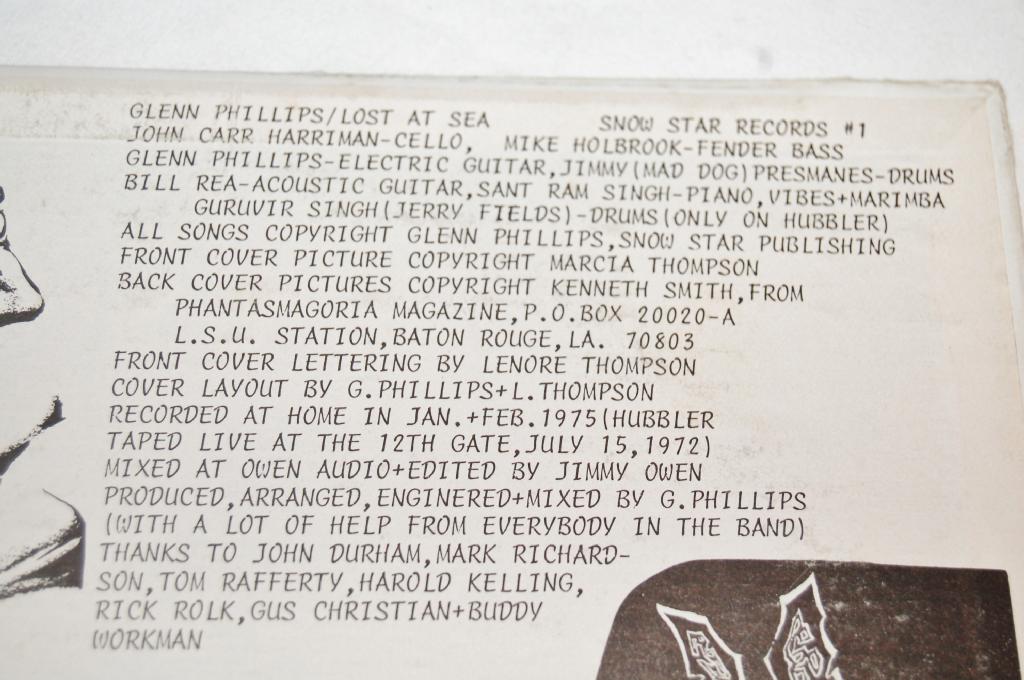 GLENN PHILLIPS/LOST AT SEA SNOW STAR RECORDS #1
JOHN CARR HARRIMAN-CELLO, MIKE HOLBROOK-FENDER BASS
GLENN PHILLIPS-ELECTRIC GUITAR,JIMMY(MAD DOG)PRESMANES-DRUMS
BILL REA-ACOUSTIC GUITAR,SANT RAM SINGH-PIANO,VIBES+MARIMBA
GURUVIR SINGH(JERRY FIELDS)-DRUMS(ONLY ON HUBBLER)
ALL SONGS COPYRIGHT GLENN PHILLIPS,SNOW STAR PUBLISHING
FRONT COVER PICTURE COPYRIGHT MARCIA THOMPSON
BACK COVER PICTURES COPYRIGHT KENNETH SMITH,FROM
PHANTASMAGORIA MAGAZINE,P.O.BOX 20020-A
L.S.U. STATION,BATON ROUGE,LA. 70803
FRONT COVER LETTERING BY LENORE THOMPSON
COVER LAYOUT BY G.PHILLIPS+L.THOMPSON
RECORDED AT HOME IN JAN.+FEB.1975(HUBBLER
TAPED LIVE AT THE 12TH GATE,JULY 15,1972)
MIXED AT OWEN AUDIO+EDITED BY JIMMY OWEN
PRODUCED,ARRANGED,ENGINERED+MIXED BY G.PHILLIPS
(WITH A LOT OF HELP FROM EVERYBODY IN THE BAND)
THANKS TO JOHN DURHAM,MARK RICHARD-
SON,TOM RAFFERTY,HAROLD KELLING,
RICK ROLK,GUS CHRISTIAN+BUDDY
WORKMAN